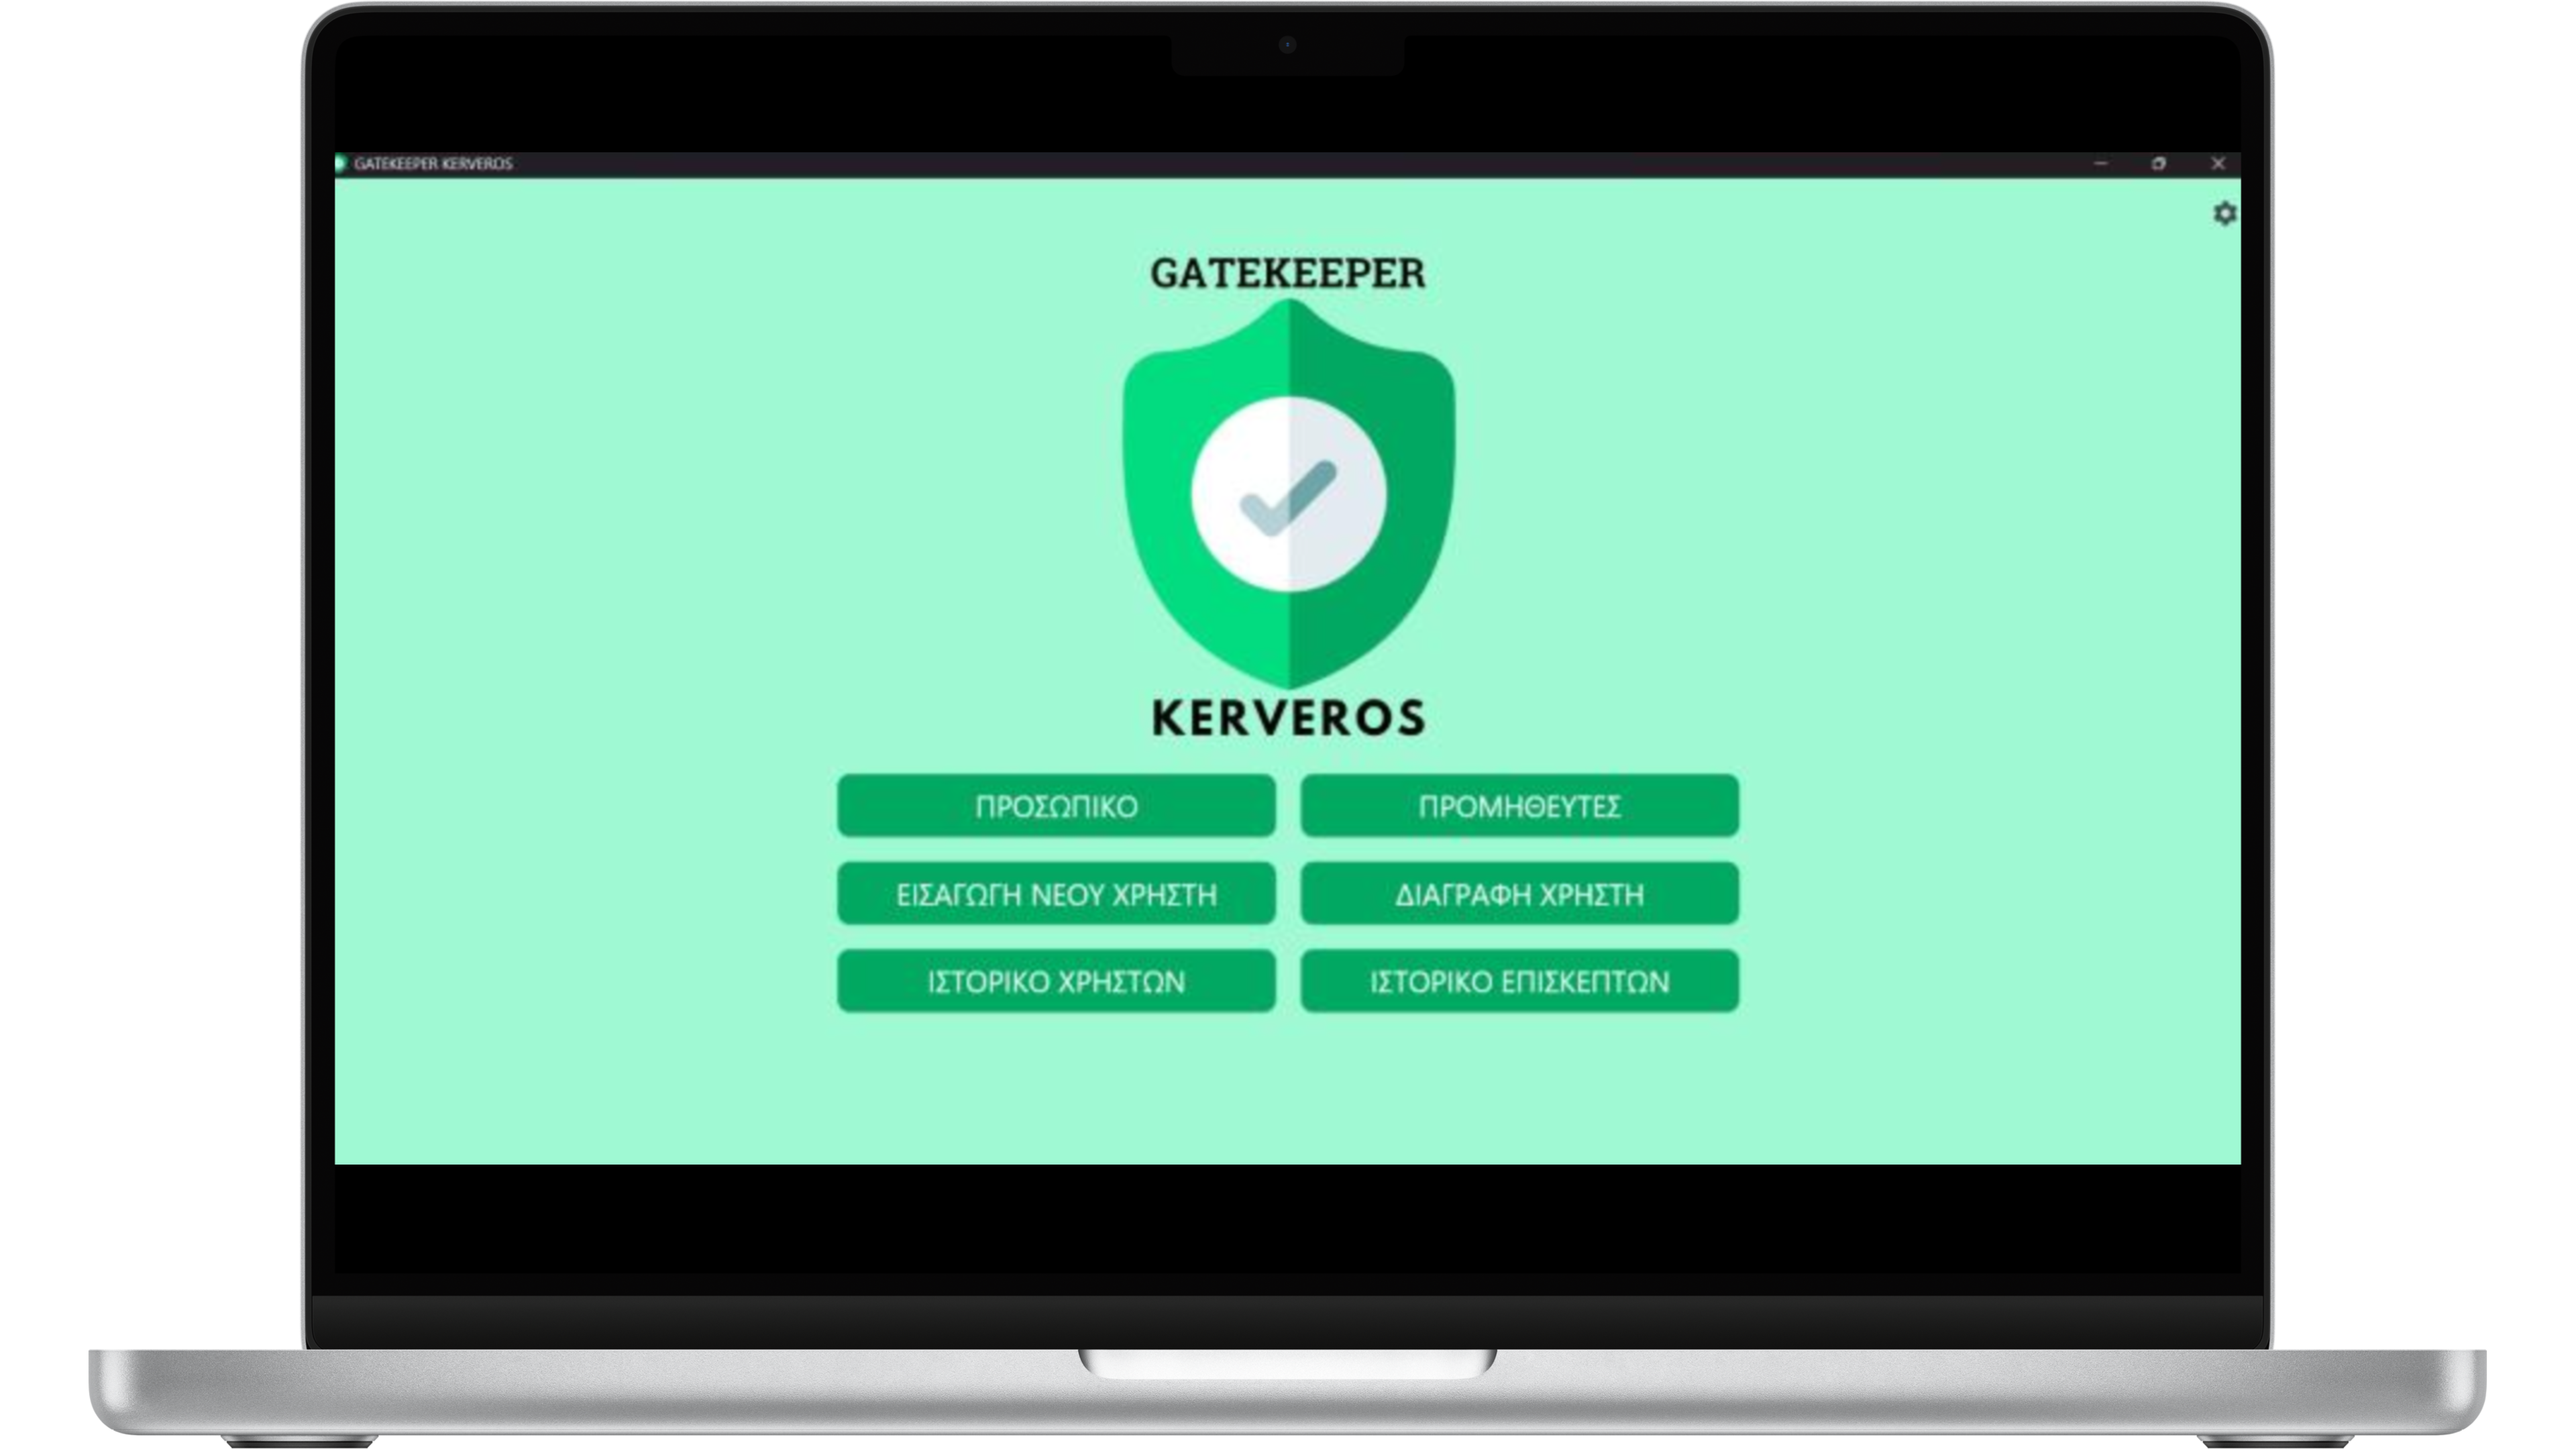 GATEKEEPER KERVEROS
GATEKEEPER
KERVEROS
ΠΡΟΣΩΠΙΚΟ
ΠΡΟΜΗΘΕΥΤΕΣ
ΕΙΣΑΓΩΓΗ ΝΕΟΥ ΧΡΗΣΤΗ
ΔΙΑΓΡΑΦΗ ΧΡΗΣΤΗ
ΙΣΤΟΡΙΚΟ ΧΡΗΣΤΩΝ
ΙΣΤΟΡΙΚΟ ΕΠΙΣΚΕΠΤΩΝ